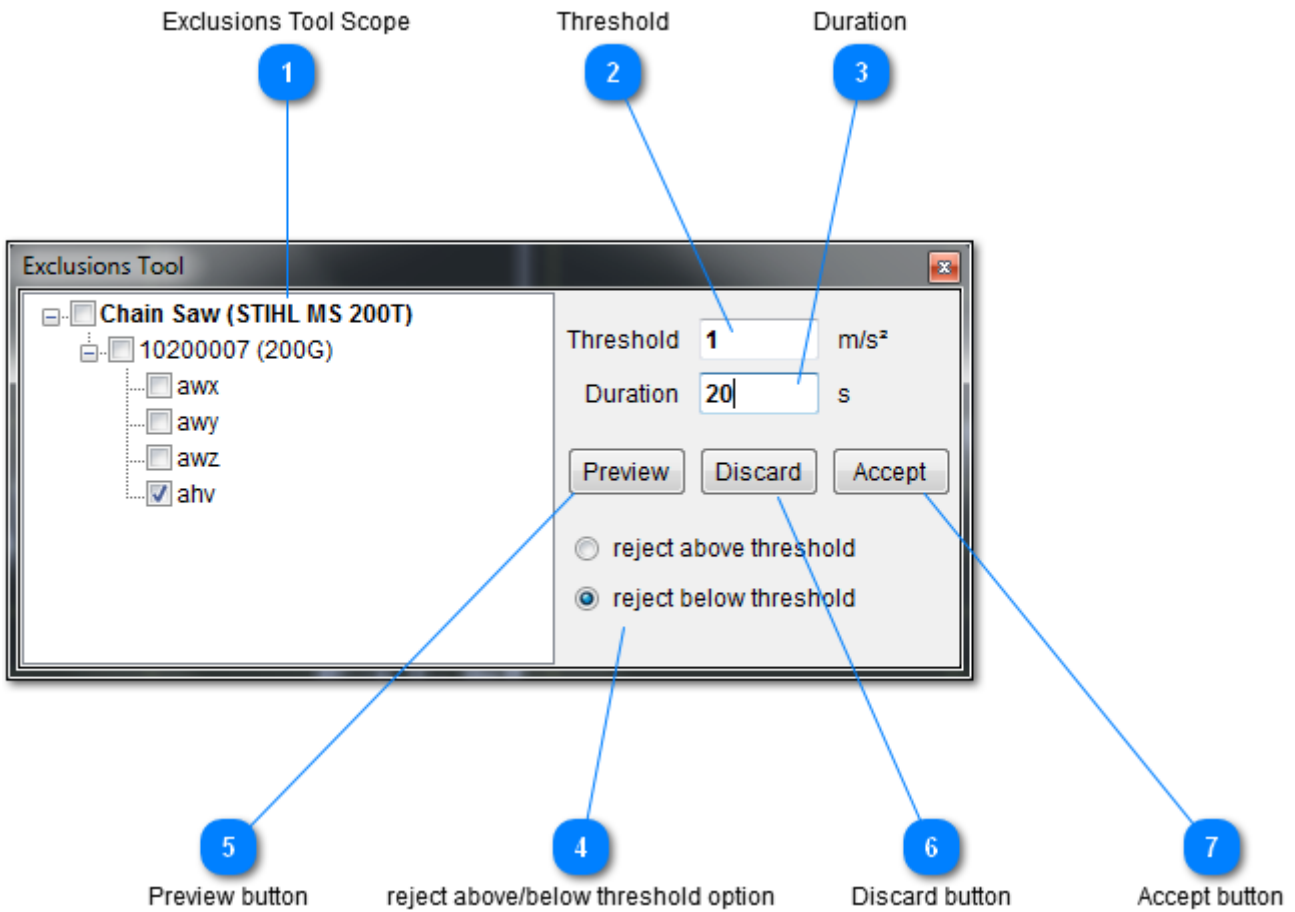 Exclusions Tool Scope
Threshold
Duration
1
2
3
Exclusions Tool
Chain Saw (STIHL MS 200T)
10200007 (200G)
awx
awy
awz
ahv
Threshold 1 m/s²
Duration 20 s
Preview Discard Accept
reject above threshold
reject below threshold
5
4
6
7
Preview button
reject above/below threshold option
Discard button
Accept button